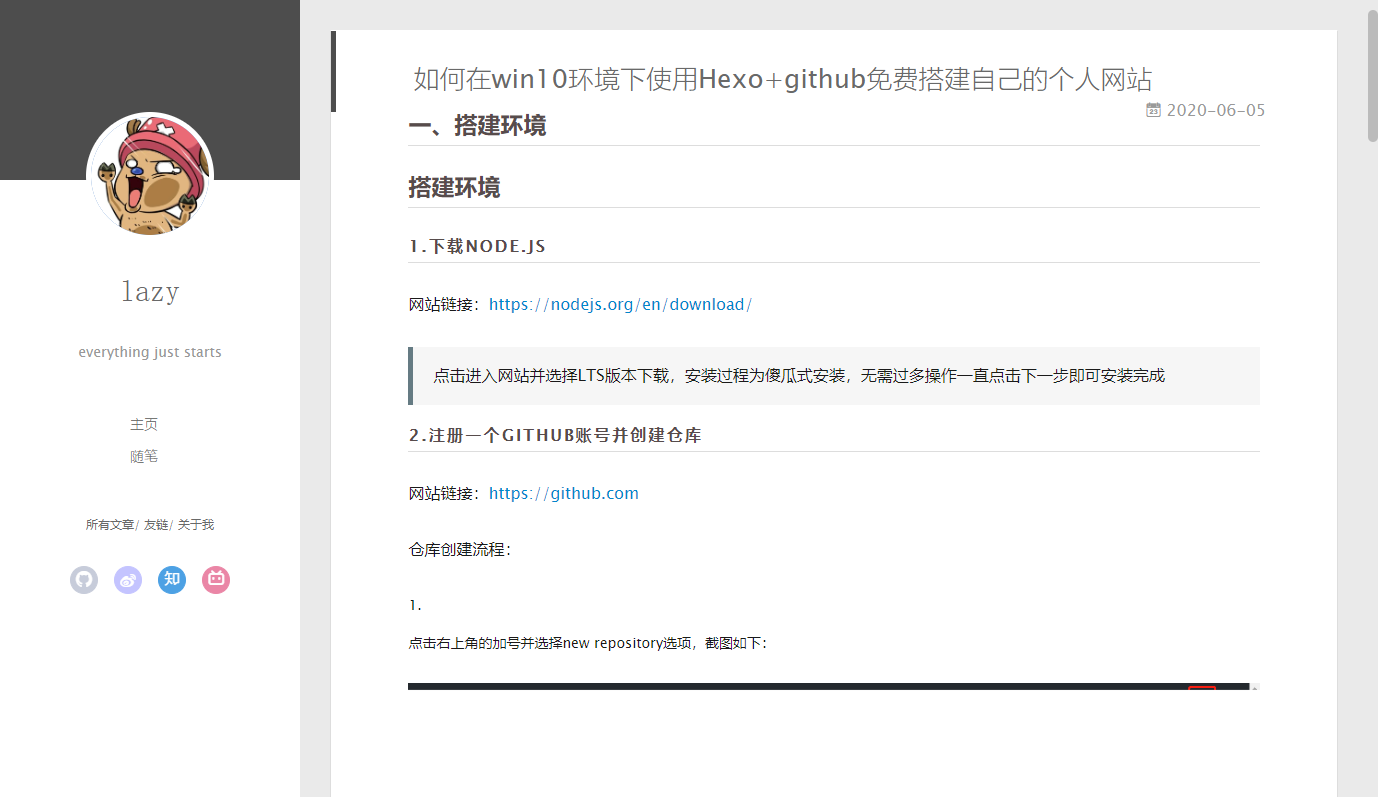 lazy
everything just starts
主页
随笔
所有文章/ 友链/ 关于我
知
如何在win10环境下使用Hexo+github免费搭建自己的个人网站
23 2020-06-05
一、搭建环境
搭建环境
1.下载NODE.JS
网站链接：https://nodejs.org/en/download/
点击进入网站并选择LTS版本下载，安装过程为傻瓜式安装，无需过多操作一直点击下一步即可安装完成
2.注册一个GITHUB账号并创建仓库
网站链接：https://github.com
仓库创建流程：
1.
点击右上角的加号并选择new repository选项，截图如下：